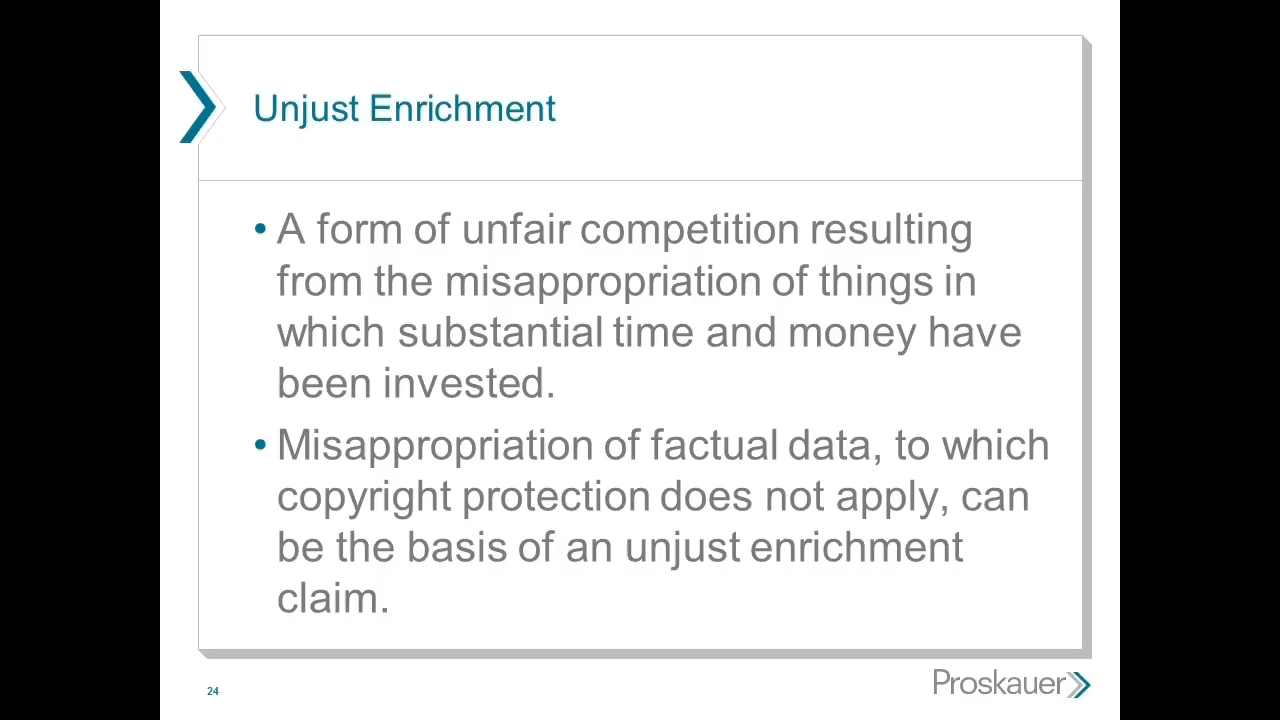 Unjust Enrichment
• A form of unfair competition resulting
from the misappropriation of things in
which substantial time and money have
been invested.
• Misappropriation of factual data, to which
copyright protection does not apply, can
be the basis of an unjust enrichment
claim.
24
Proskauer